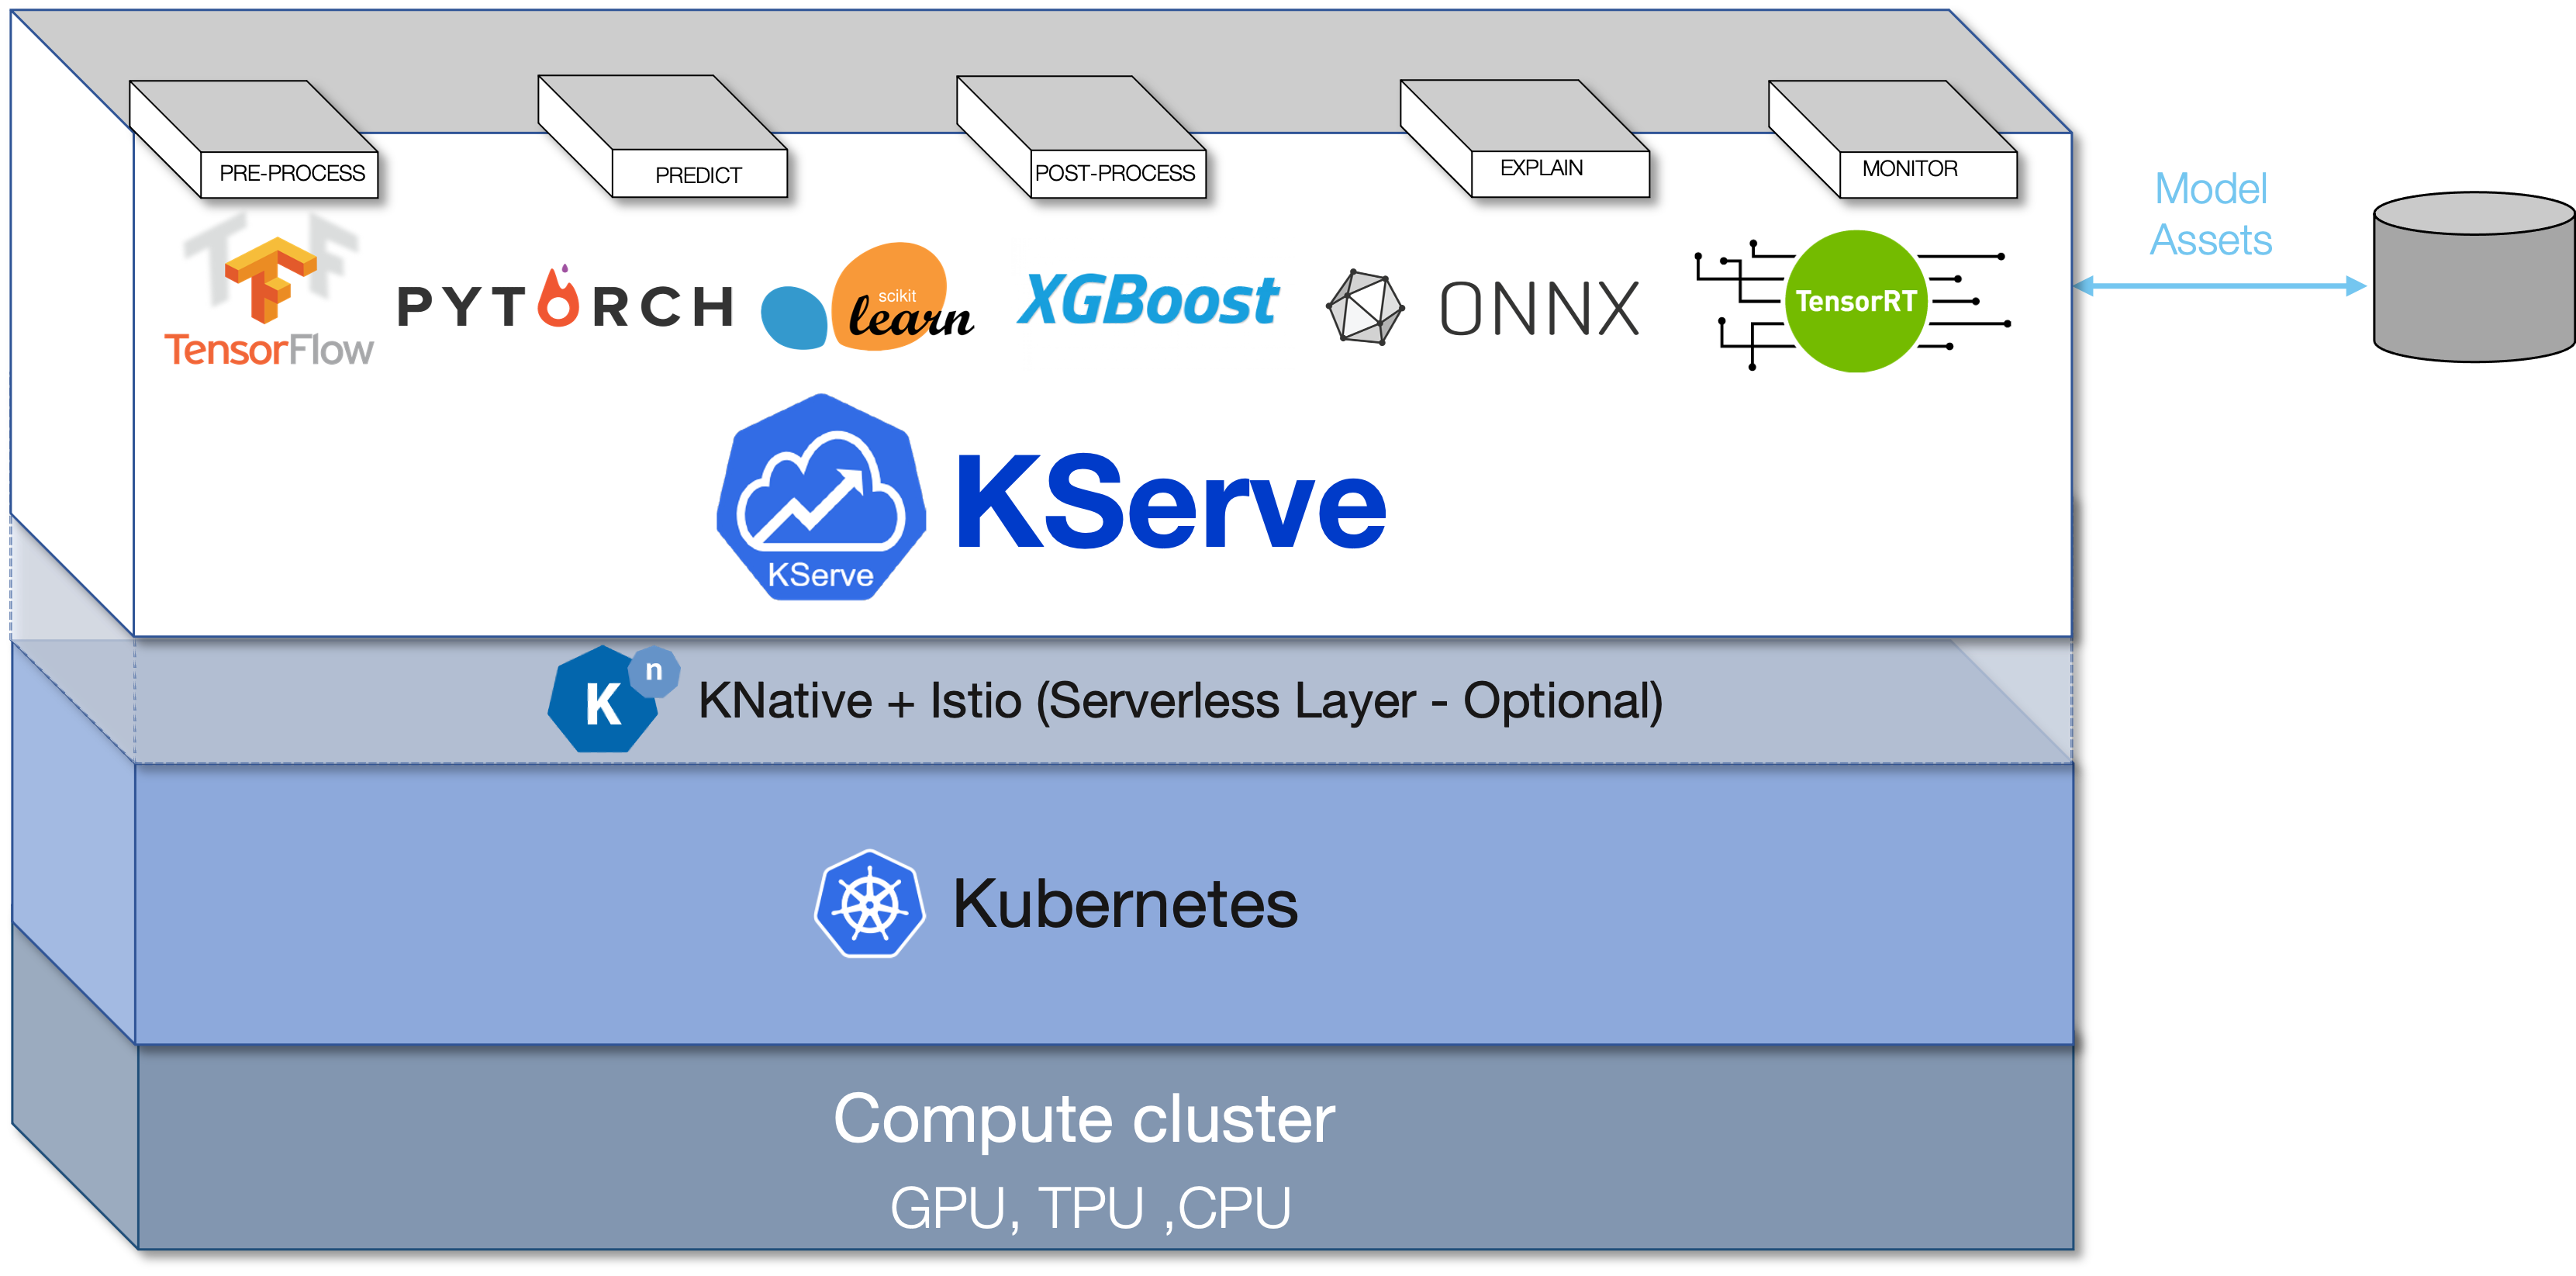 PRE-PROCESS
PREDICT
POST-PROCESS
EXPLAIN
MONITOR
TF
TensorFlow
PYTORCH
scikit
learn
XGBoost
ONNX
TensorRT
Model
Assets
KServe
KServe
K n
KNative + Istio (Serverless Layer - Optional)
Kubernetes
Compute cluster
GPU, TPU ,CPU